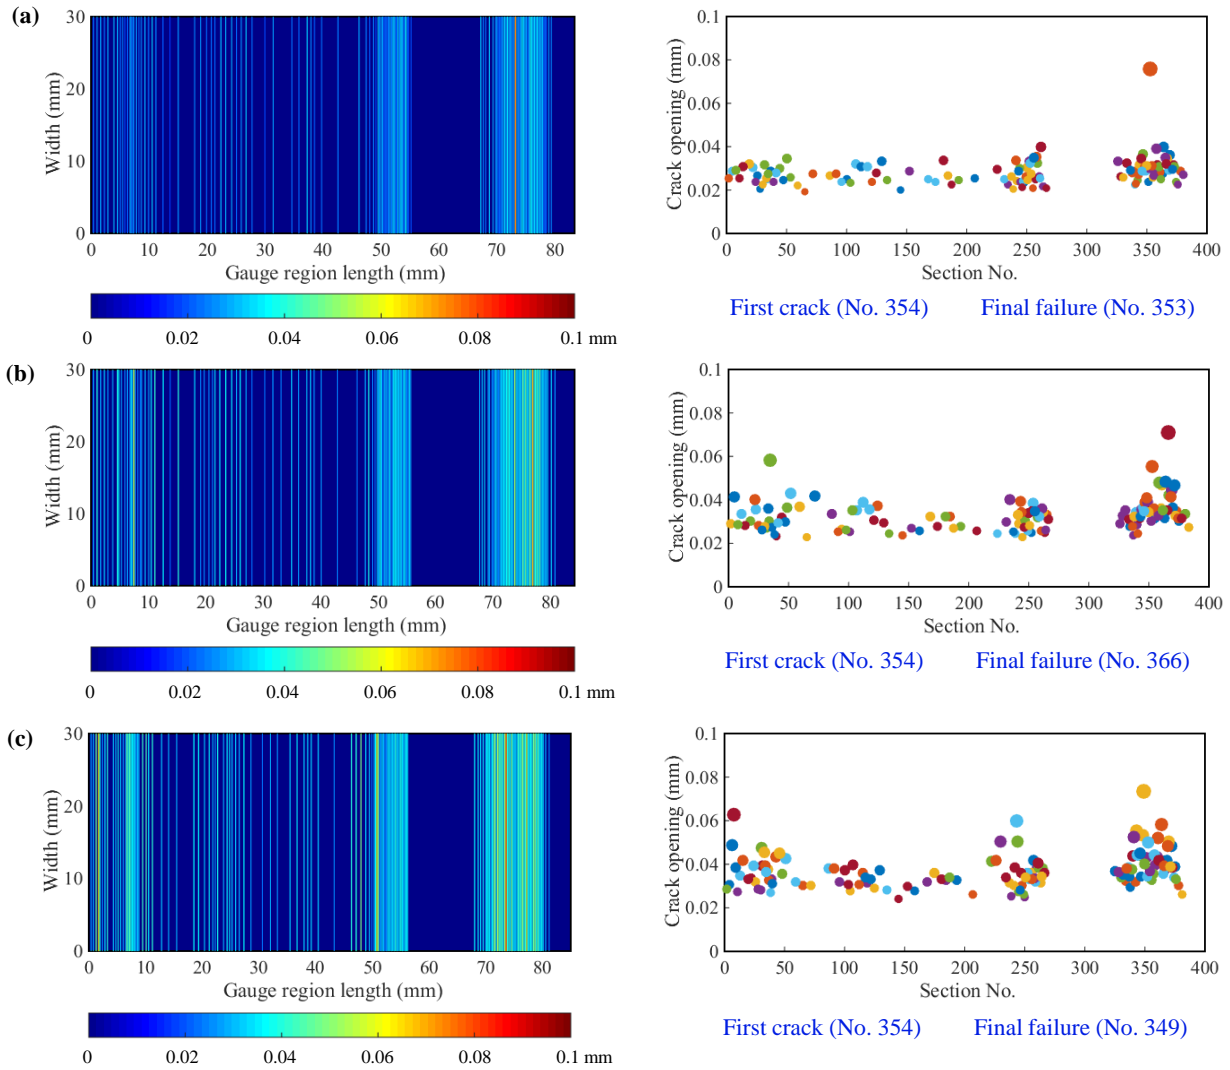 (a)
Width (mm)
30
20
10
0
0 10 20 30 40 50 60 70 80
Gauge region length (mm)
0 0.02 0.04 0.06 0.08 0.1 mm
Crack opening (mm)
0.1
0.08
0.06
0.04
0.02
0
0 50 100 150 200 250 300 350 400
Section No.
First crack (No. 354) Final failure (No. 353)
(b)
Width (mm)
30
20
10
0
0 10 20 30 40 50 60 70 80
Gauge region length (mm)
0 0.02 0.04 0.06 0.08 0.1 mm
Crack opening (mm)
0.1
0.08
0.06
0.04
0.02
0
0 50 100 150 200 250 300 350 400
Section No.
First crack (No. 354) Final failure (No. 366)
(c)
Width (mm)
30
20
10
0
0 10 20 30 40 50 60 70 80
Gauge region length (mm)
0 0.02 0.04 0.06 0.08 0.1 mm
Crack opening (mm)
0.1
0.08
0.06
0.04
0.02
0
0 50 100 150 200 250 300 350 400
Section No.
First crack (No. 354) Final failure (No. 349)